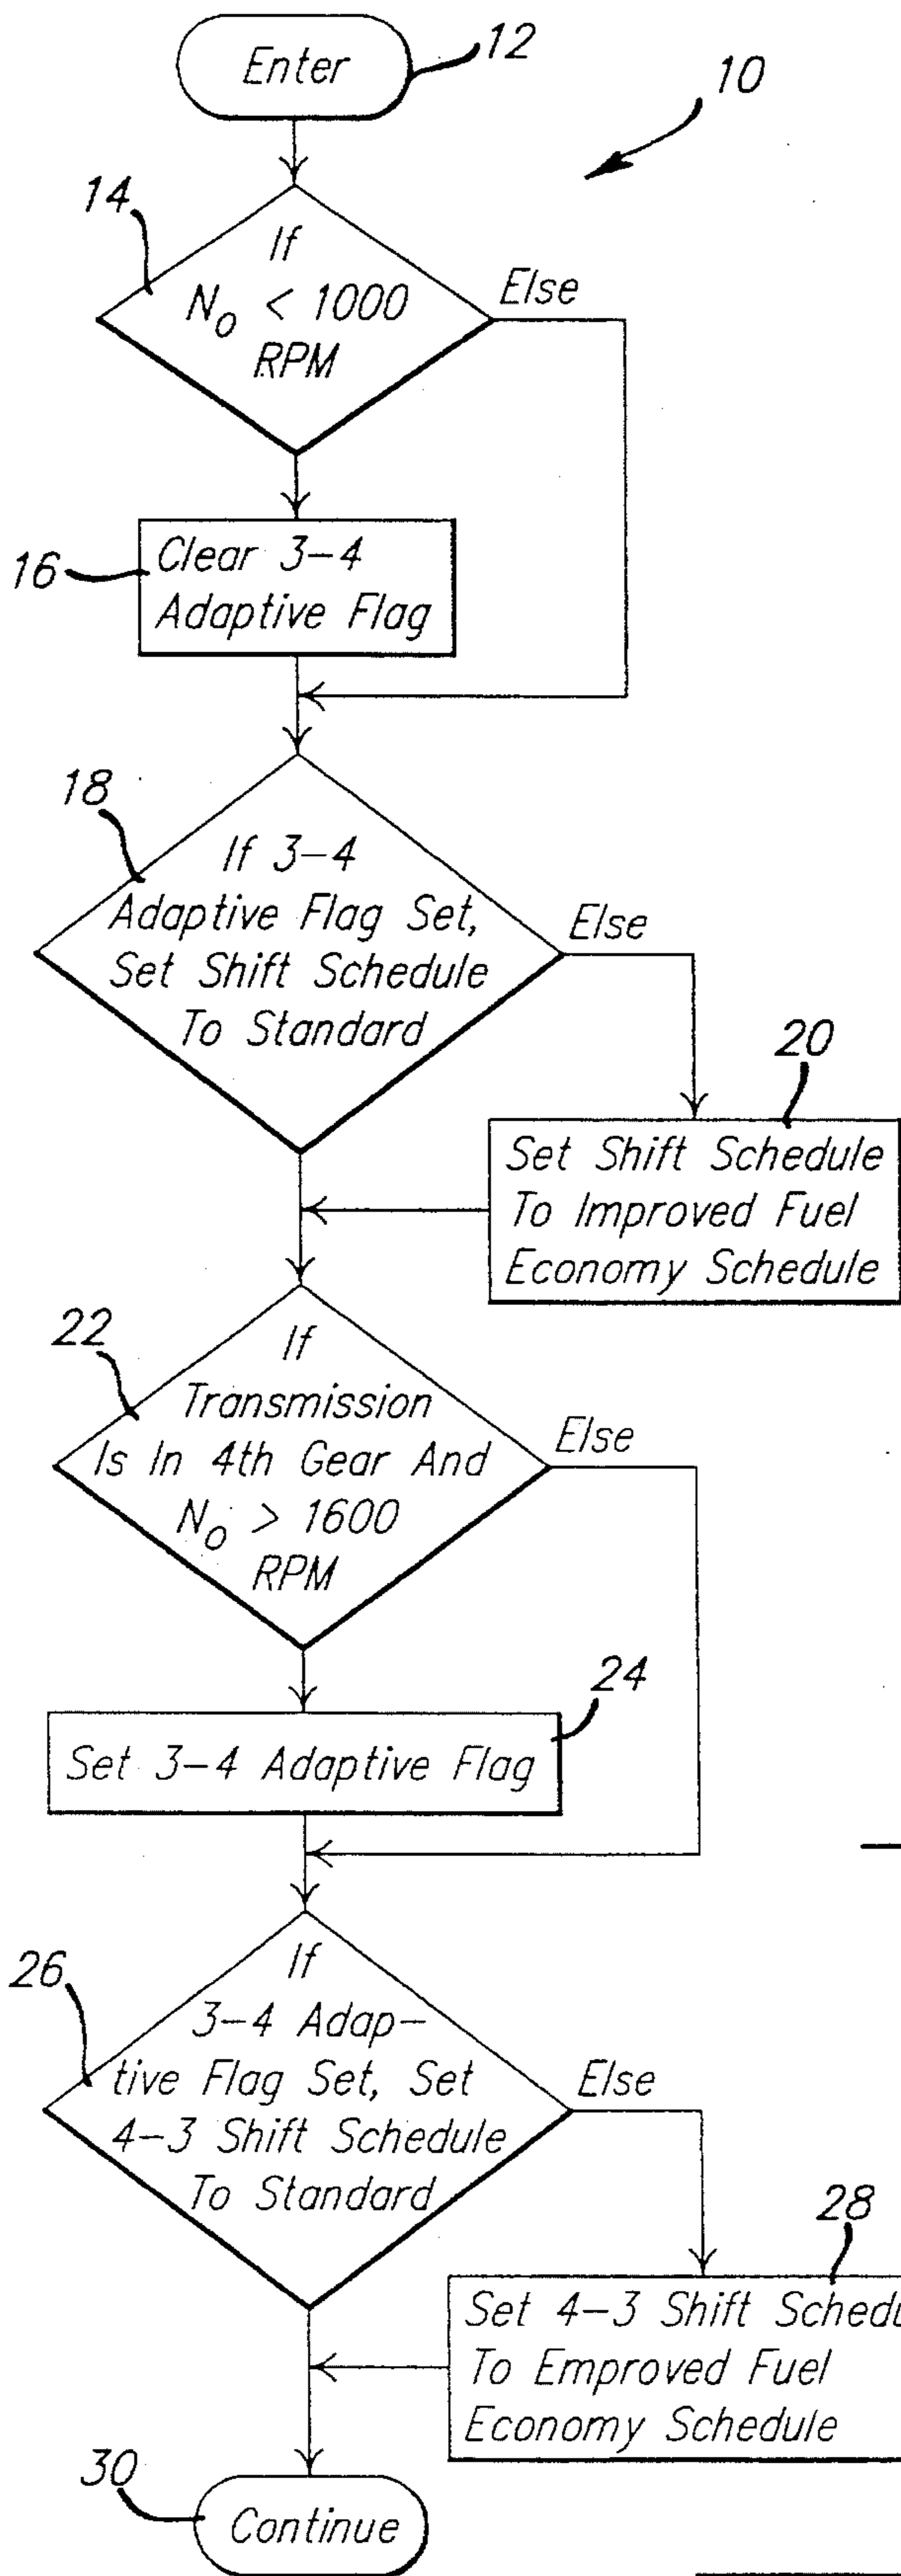 Enter
12
10
14
If
N₀ < 1000
RPM
Else
16
Clear 3-4
Adaptive Flag
18
If 3-4
Adaptive Flag Set,
Set Shift Schedule
To Standard
Else
20
Set Shift Schedule
To Improved Fuel
Economy Schedule
22
If
Transmission
Is In 4th Gear And
N₀ > 1600
RPM
Else
24
Set 3-4 Adaptive Flag
26
If
3-4 Adap-
tive Flag Set, Set
4-3 Shift Schedule
To Standard
Else
28
Set 4-3 Shift
To Emproved Fuel
Economy Schedule
30
Continue